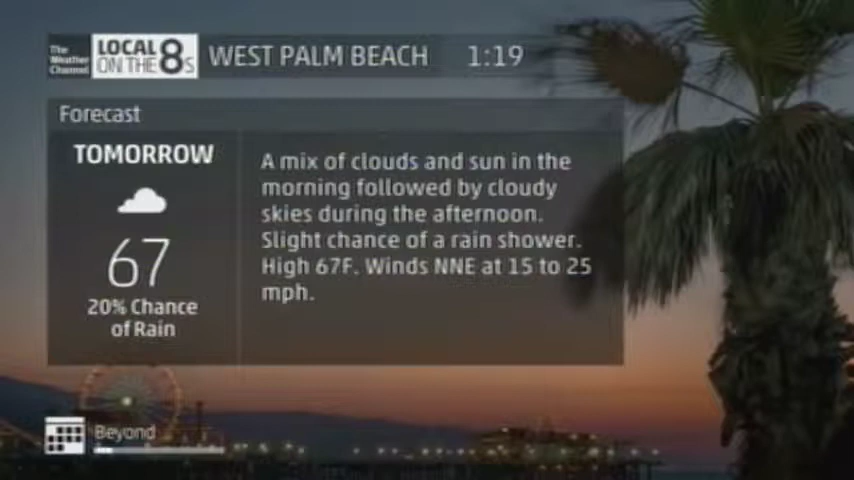 The
Weather
Channel
LOCAL
ON THE 8s
WEST PALM BEACH 1:19
Forecast
TOMORROW
67
20% Chance
of Rain
A mix of clouds and sun in the
morning followed by cloudy
skies during the afternoon.
Slight chance of a rain shower.
High 67F. Winds NNE at 15 to 25
mph.
Beyond